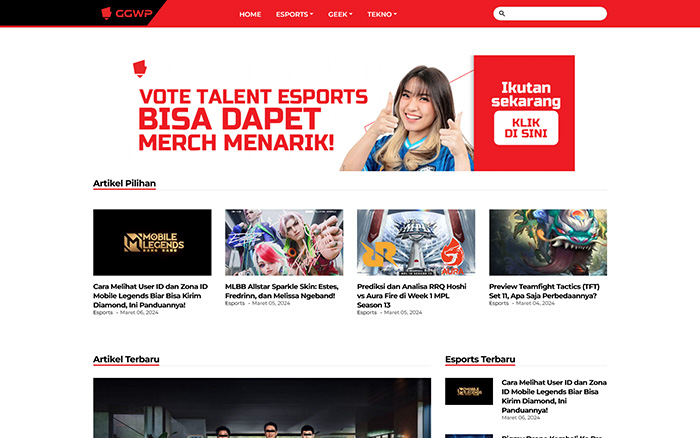 GGWP
HOME ESPORTS GEEK TEKNO
VOTE TALENT ESPORTS
BISA DAPET
MERCH MENARIK!
Ikutan
sekarang
KLIK
DI SINI
Artikel Pilihan
MOBILE
LEGENDS
BANG BANG
Cara Melihat User ID dan Zona ID
Mobile Legends Biar Bisa Kirim
Diamond, Ini Panduannya!
Esports - Maret 06, 2024
MLBB Allstar Sparkle Skin: Estes,
Fredrinn, dan Melissa Ngeband!
Esports - Maret 05, 2024
MPL
AURA
Prediksi dan Analisa RRQ Hoshi
vs Aura Fire di Week 1 MPL
Season 13
Esports - Maret 05, 2024
Preview Teamfight Tactics (TFT)
Set 11, Apa Saja Perbedaannya?
Esports - Maret 04, 2024
Artikel Terbaru
Esports Terbaru
MOBILE
LEGENDS
Cara Melihat User ID dan Zona
ID Mobile Legends Biar Bisa
Kirim Diamond, Ini
Panduannya!
Maret 06, 2024